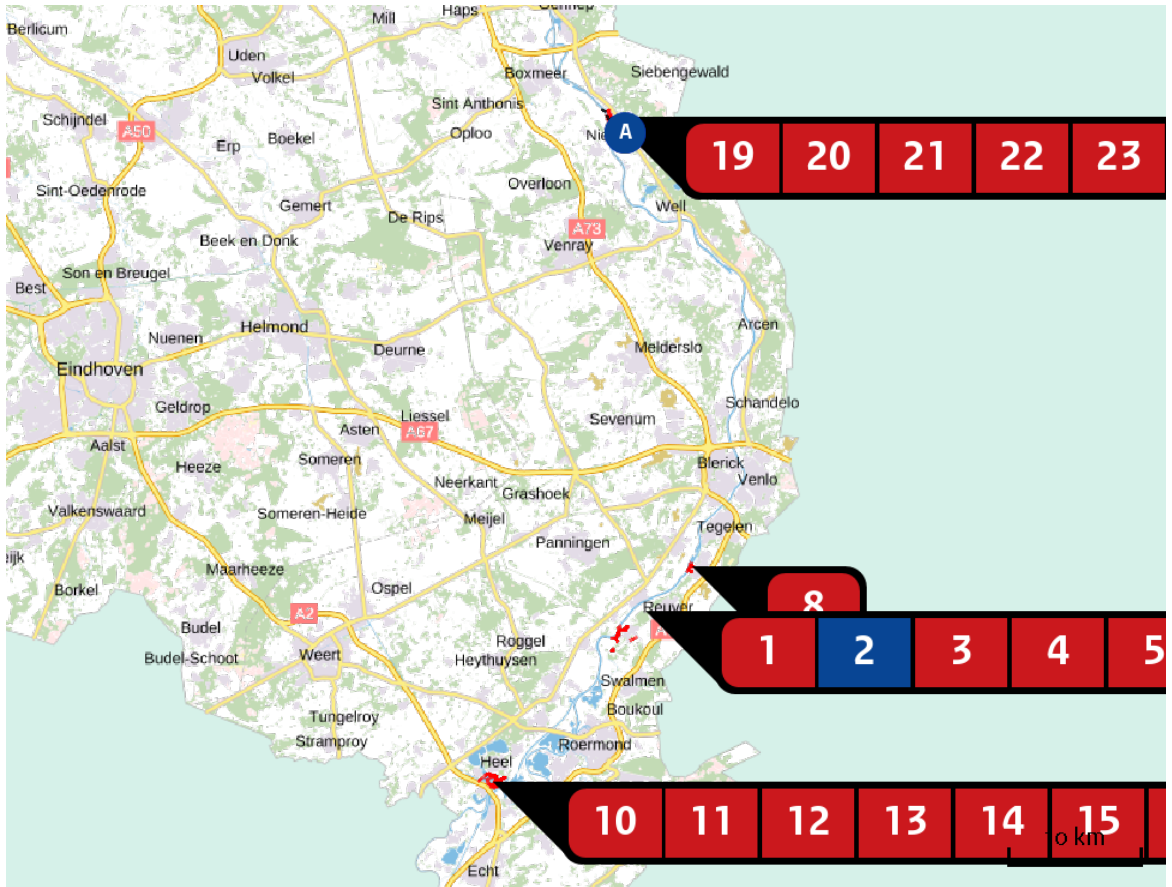 Haps
Gennep
Mill
Berlicum
Uden
Volkel
Boxmeer
Siebengewald
Sint Anthonis
Schijndel
A50
Oploo
Boekel
Erp
A
19 20 21 22 23
Overloon
Sint-Oedenrode
Gemert
Well
De Rips
A73
Beek en Donk
Venray
Son en Breugel
Best
Arcen
Helmond
Nuenen
Deurne
Melderslo
Eindhoven
Schandelo
Geldrop
Liessel
Sevenum
Asten
A67
Aalst
Heeze
Someren
Blerick
Neerkant
Venlo
Grashoek
Valkenswaard
Someren-Heide
Meijel
Tegelen
Panningen
eijk
Maarheeze
Borkel
Ospel
8
Reuver
A2
Budel
Roggel
1 2 3 4 5
Budel-Schoot
Weert
Heythuysen
Swalmen
Tungelroy
Boukoul
Stramproy
Roermond
Heel
10 11 12 13 14 15
10 km
Echt